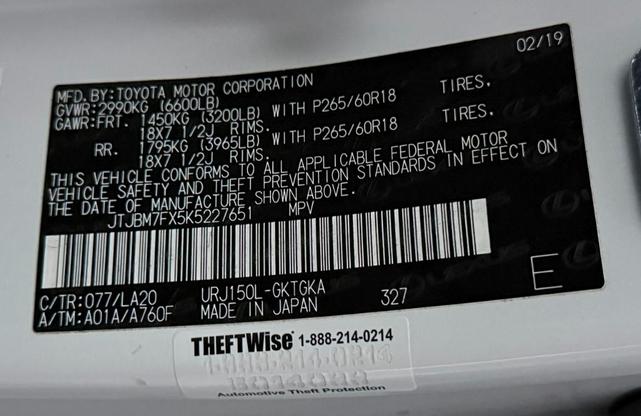 02/19
MFD.BY:TOYOTA MOTOR CORPORATION
GVWR:2990KG (6600LB)
GAWR:FRT. 1450KG (3200LB) WITH P265/60R18 TIRES,
18X7 1/2J RIMS.
RR. 1795KG (3965LB) WITH P265/60R18 TIRES,
18X7 1/2J RIMS.
THIS VEHICLE CONFORMS TO ALL APPLICABLE FEDERAL MOTOR
VEHICLE SAFETY AND THEFT PREVENTION STANDARDS IN EFFECT ON
THE DATE OF MANUFACTURE SHOWN ABOVE.
JTJBM7FX5K5227651 MPV
C/TR:077/LA20 URJ150L-GKTGKA
A/TM:A01A/A760F MADE IN JAPAN 327 E
THEFTWise 1-888-214-0214
1-888-214-0214
Automotive Theft Protection